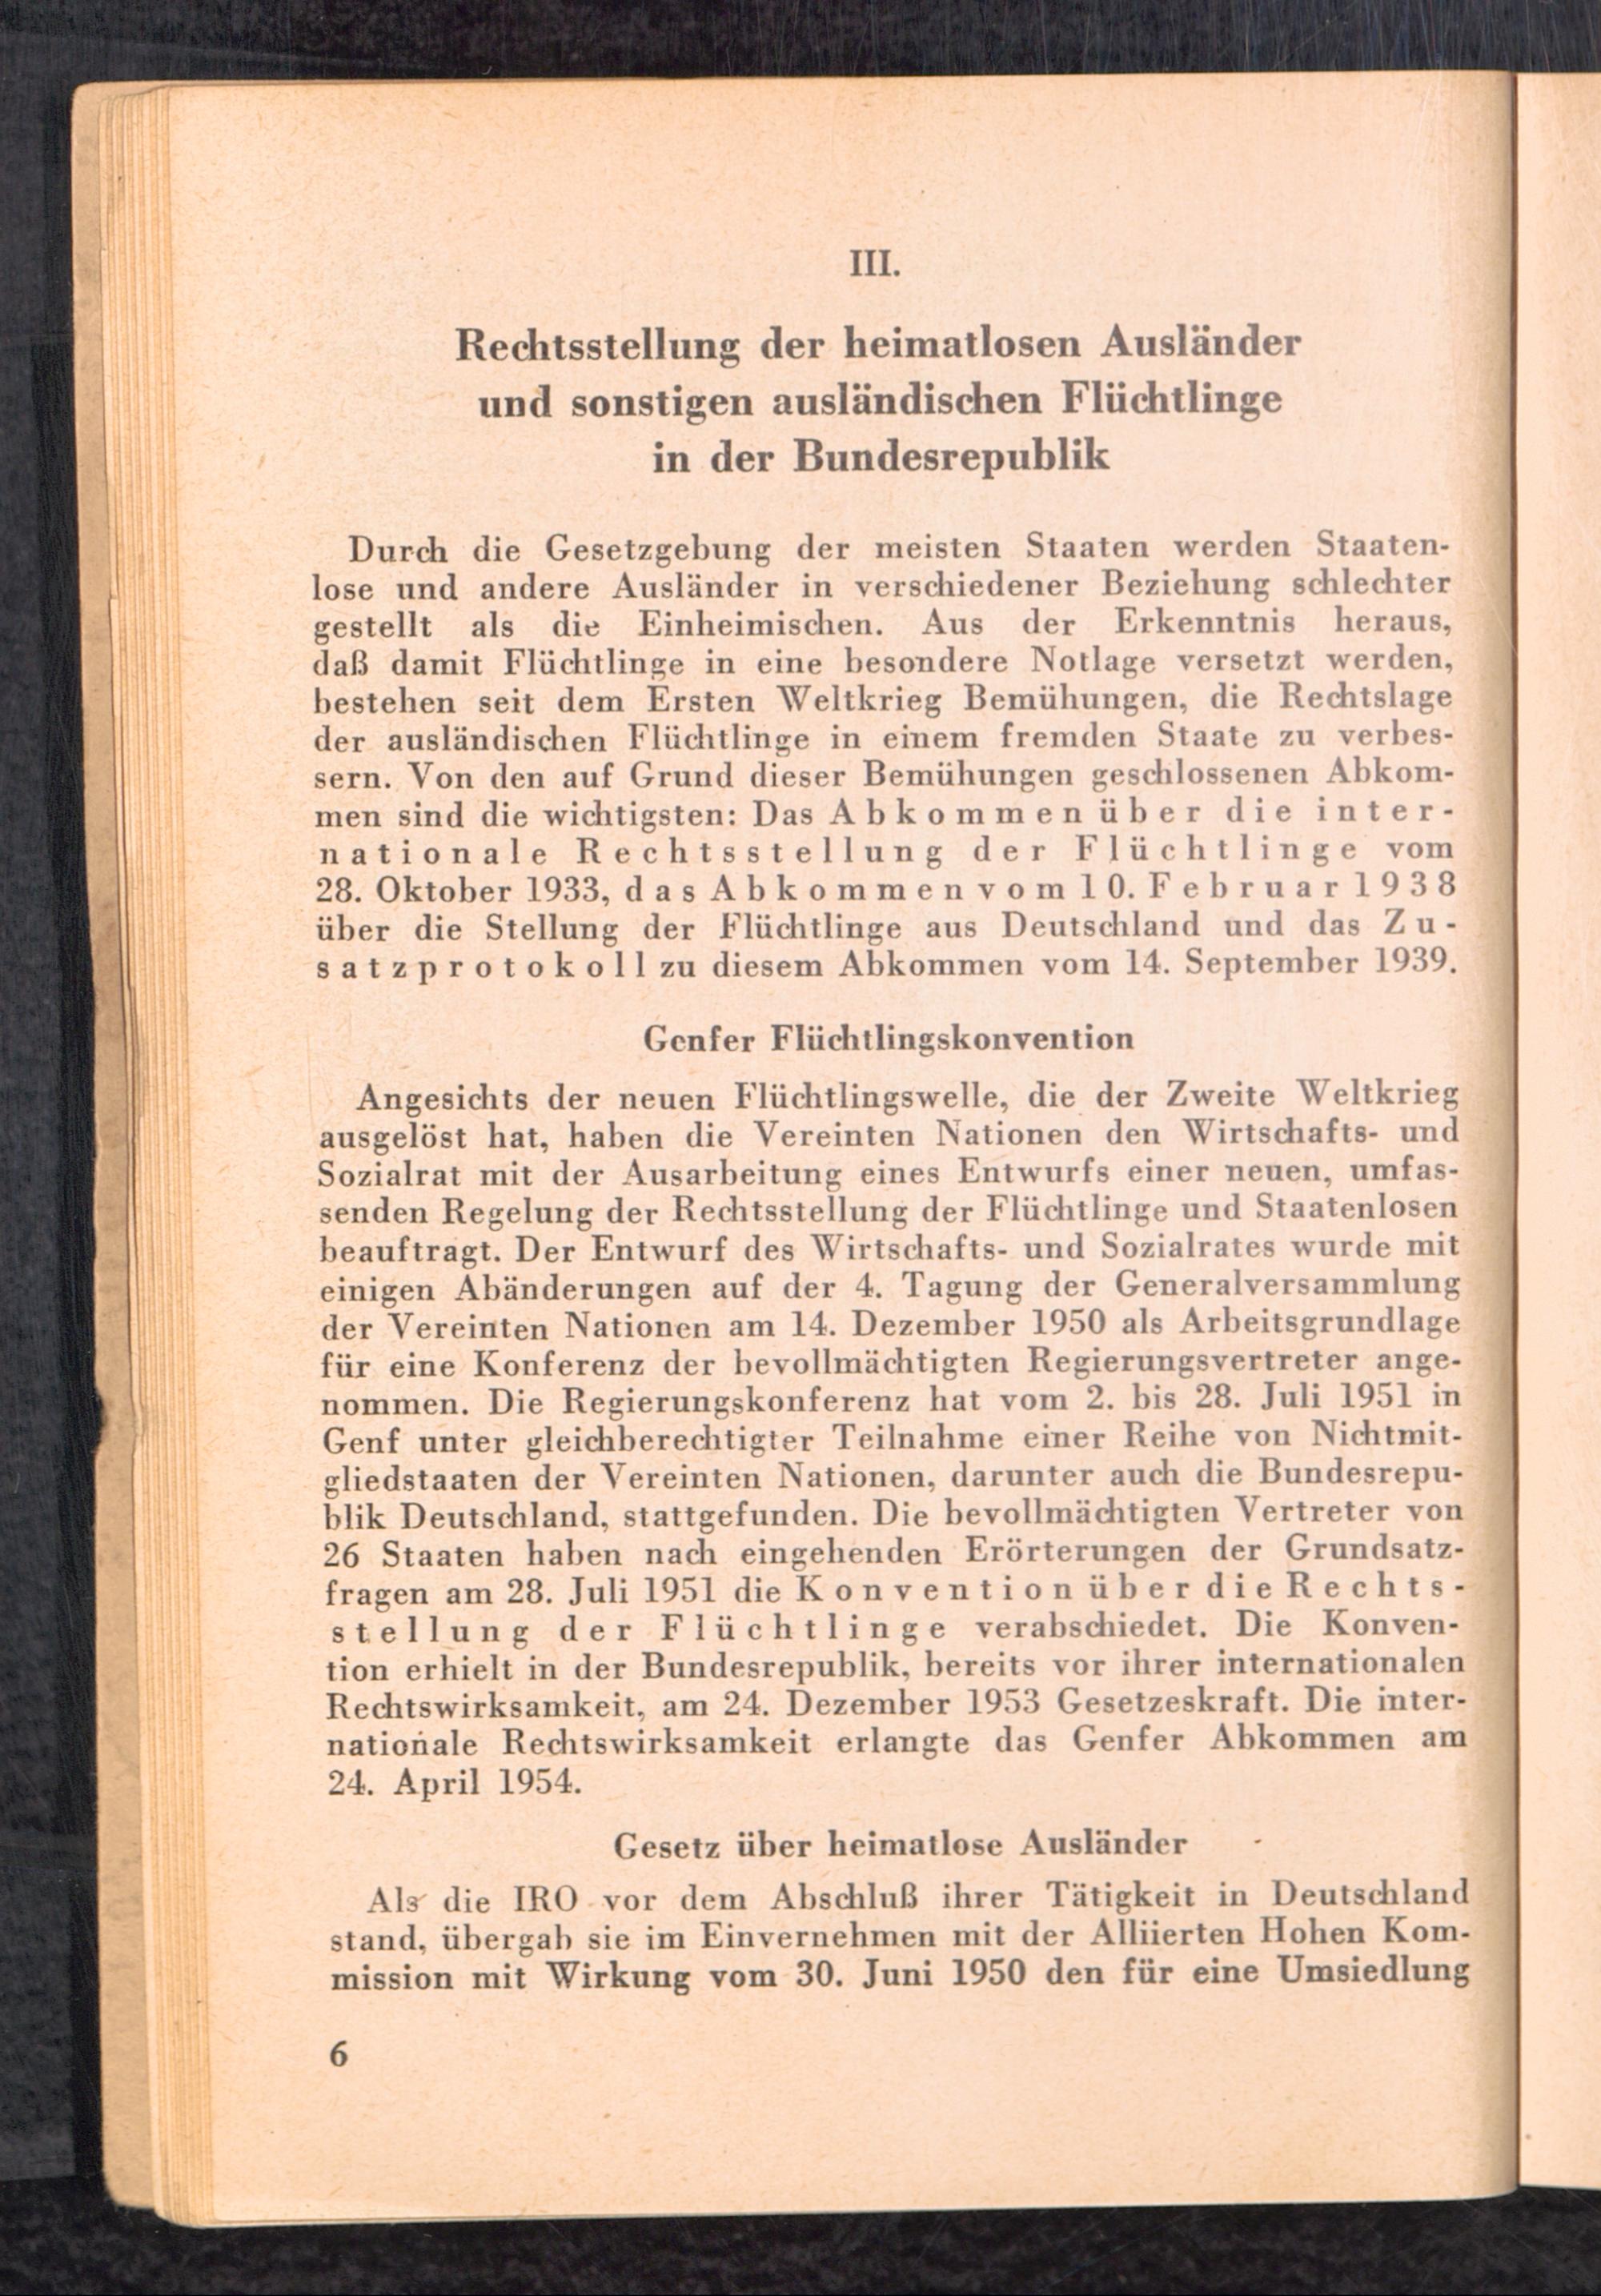 III.
Rechtsstellung der heimatlosen Ausländer
und sonstigen ausländischen Flüchtlinge
in der Bundesrepublik
Durch die Gesetzgebung der meisten Staaten werden Staaten-
lose und andere Ausländer in verschiedener Beziehung schlechter
gestellt als die Einheimischen. Aus der Erkenntnis heraus,
daß damit Flüchtlinge in eine besondere Notlage versetzt werden,
bestehen seit dem Ersten Weltkrieg Bemühungen, die Rechtslage
der ausländischen Flüchtlinge in einem fremden Staate zu verbes-
sern. Von den auf Grund dieser Bemühungen geschlossenen Abkom-
men sind die wichtigsten: Das Abkommen über die inter-
nationale Rechtsstellung der Flüchtlinge vom
28. Oktober 1933, das Abkommen vom 10. Februar 1938
über die Stellung der Flüchtlinge aus Deutschland und das Zu-
satzprotokoll zu diesem Abkommen vom 14. September 1939.
Genfer Flüchtlingskonvention
Angesichts der neuen Flüchtlingswelle, die der Zweite Weltkrieg
ausgelöst hat, haben die Vereinten Nationen den Wirtschafts- und
Sozialrat mit der Ausarbeitung eines Entwurfs einer neuen, umfas-
senden Regelung der Rechtsstellung der Flüchtlinge und Staatenlosen
beauftragt. Der Entwurf des Wirtschafts- und Sozialrates wurde mit
einigen Abänderungen auf der 4. Tagung der Generalversammlung
der Vereinten Nationen am 14. Dezember 1950 als Arbeitsgrundlage
für eine Konferenz der bevollmächtigten Regierungsvertreter ange-
nommen. Die Regierungskonferenz hat vom 2. bis 28. Juli 1951 in
Genf unter gleichberechtigter Teilnahme einer Reihe von Nichtmit-
gliedstaaten der Vereinten Nationen, darunter auch die Bundesrepu-
blik Deutschland, stattgefunden. Die bevollmächtigten Vertreter von
26 Staaten haben nach eingehenden Erörterungen der Grundsatz-
fragen am 28. Juli 1951 die Konvention über die Rechts-
stellung der Flüchtlinge verabschiedet. Die Konven-
tion erhielt in der Bundesrepublik, bereits vor ihrer internationalen
Rechtswirksamkeit, am 24. Dezember 1953 Gesetzeskraft. Die inter-
nationale Rechtswirksamkeit erlangte das Genfer Abkommen am
24. April 1954.
Gesetz über heimatlose Ausländer
Als die IRO vor dem Abschluß ihrer Tätigkeit in Deutschland
stand, übergab sie im Einvernehmen mit der Alliierten Hohen Kom-
mission mit Wirkung vom 30. Juni 1950 den für eine Umsiedlung
6